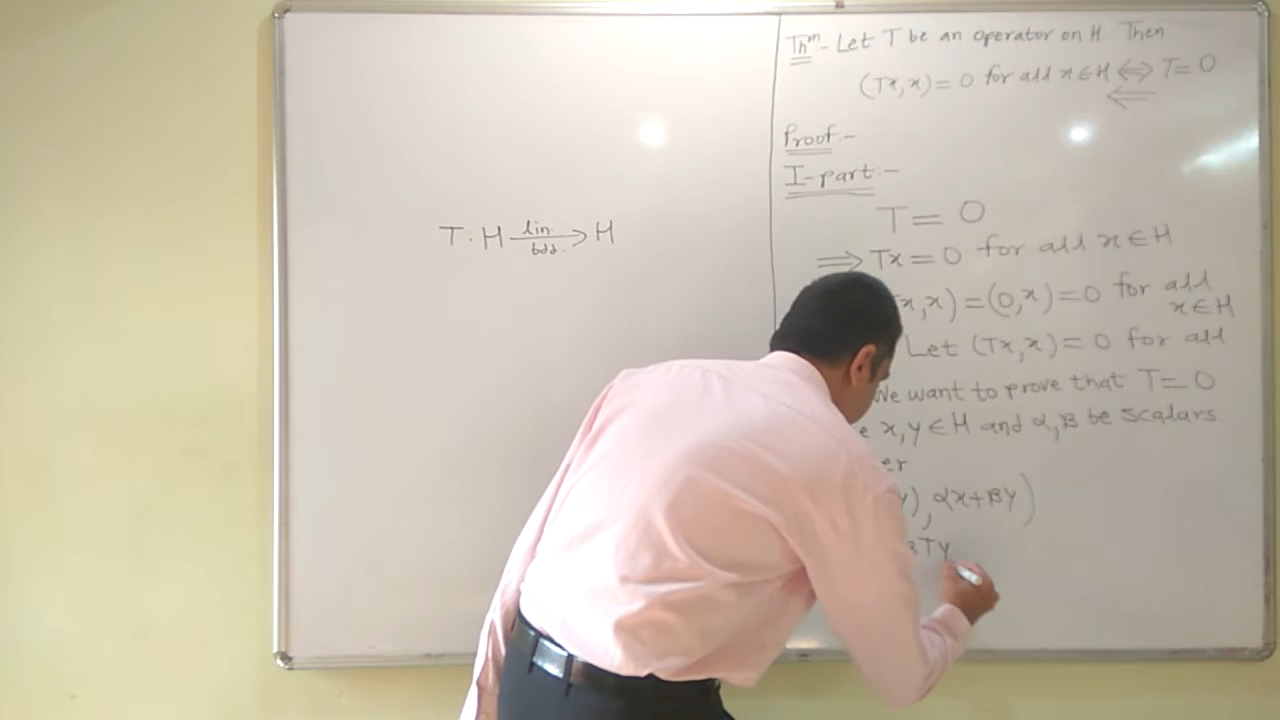 T: H lin. bdd. → H
Thm - Let T be an operator on H. Then
(Tx, x) = 0 for all x ∈ H ⟺ T = 0
⟸
Proof :-
I-part :-
T = 0
⟹ Tx = 0 for all x ∈ H
x, x) = (0, x) = 0 for all
x ∈ H
Let (Tx, x) = 0 for all
We want to prove that T = 0
x, y ∈ H and α, β be scalars.
er
y), αx + βy)
βTy